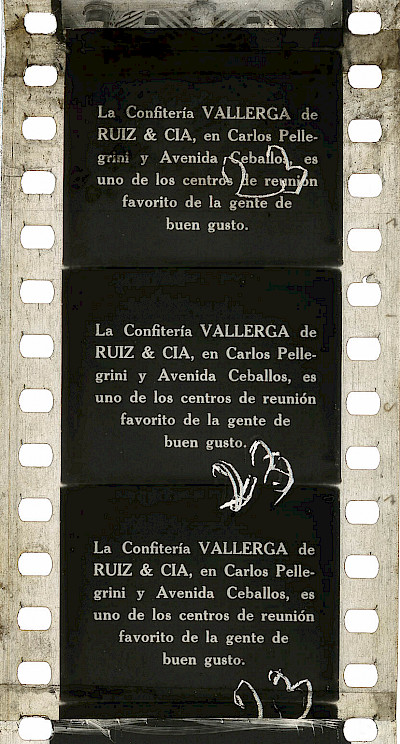 La Confitería VALLERGA de
RUIZ & CIA, en Carlos Pelle-
grini y Avenida Ceballos, es
uno de los centros de reunión
favorito de la gente de
buen gusto.
23
La Confitería VALLERGA de
RUIZ & CIA, en Carlos Pelle-
grini y Avenida Ceballos, es
uno de los centros de reunión
favorito de la gente de
buen gusto.
23
La Confitería VALLERGA de
RUIZ & CIA, en Carlos Pelle-
grini y Avenida Ceballos, es
uno de los centros de reunión
favorito de la gente de
buen gusto.
23